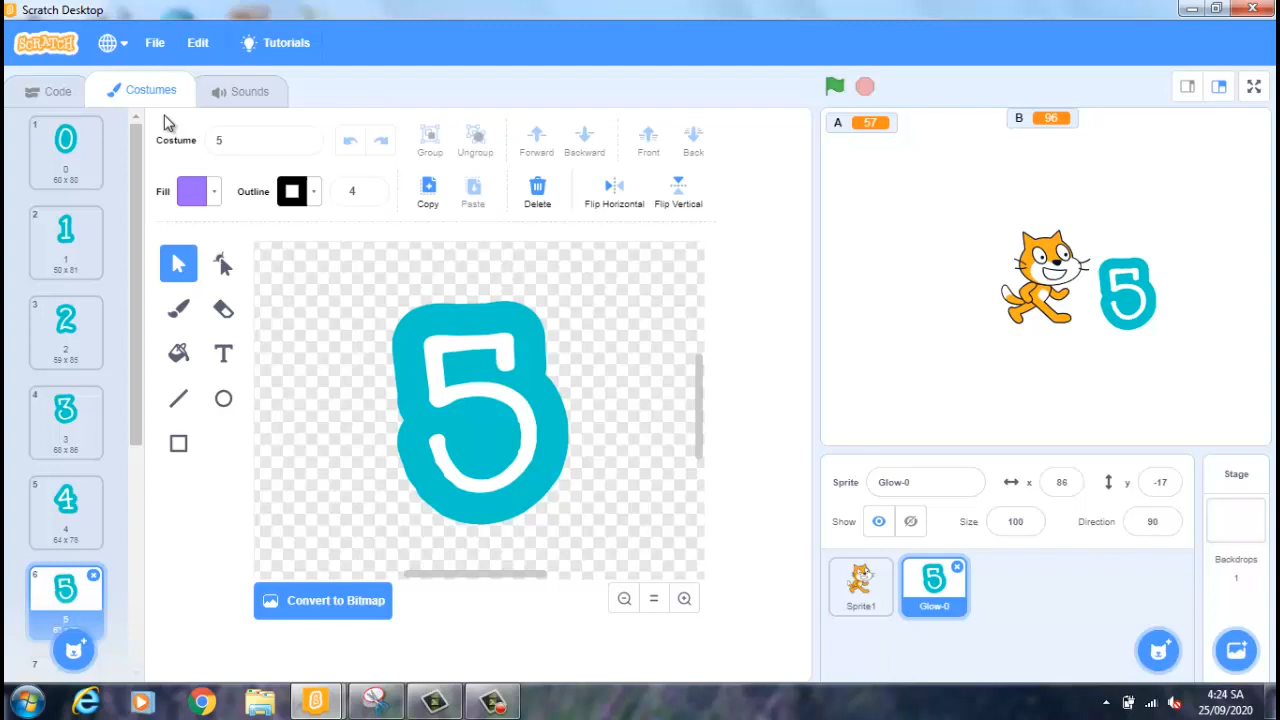 Scratch Desktop
SCRATCH
File
Edit
Tutorials
Code
Costumes
Sounds
Costume
5
Group
Ungroup
Forward
Backward
Front
Back
Fill
Outline
4
Copy
Paste
Delete
Flip Horizontal
Flip Vertical
1
0
0
60 x 80
2
1
1
50 x 81
3
2
2
59 x 85
4
3
3
68 x 86
5
4
4
64 x 78
6
5
5
7
5
Convert to Bitmap
A 57
B 96
5
Sprite
Glow-0
x
86
y
-17
Show
Size
100
Direction
90
Sprite1
5
Glow-0
Stage
Backdrops
1
4:24 SA
25/09/2020